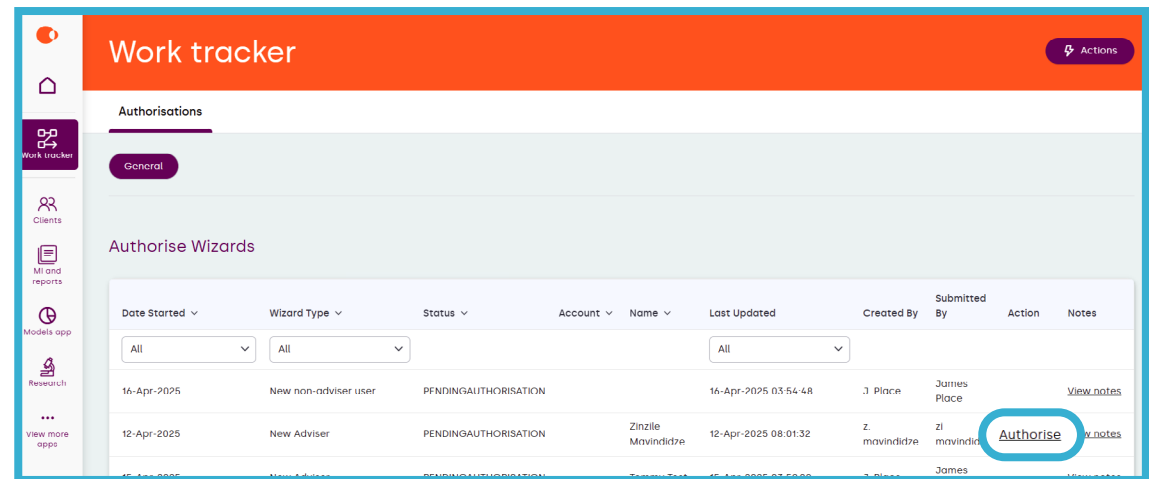 Work tracker
Actions
Authorisations
Work tracker
General
Clients
Authorise Wizards
MI and
reports
Submitted
Date Started Wizard Type Status Account Name Last Updated Created By By Action Notes
Models app
All All All
Research
16-Apr-2025 New non-adviser user PENDINGAUTHORISATION 16-Apr-2025 03:54:48 J. Place James Place View notes
View more
apps
12-Apr-2025 New Adviser PENDINGAUTHORISATION Zinzile Mavindidze 12-Apr-2025 08:01:32 z. mavindidze zi Authorise notes
James